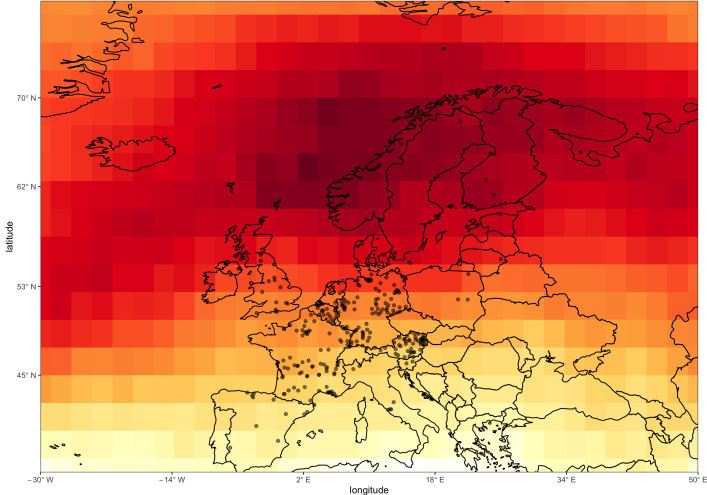 70° N
62° N
53° N
45° N
latitude
−30° W
−14° W
2° E
18° E
34° E
50° E
longitude